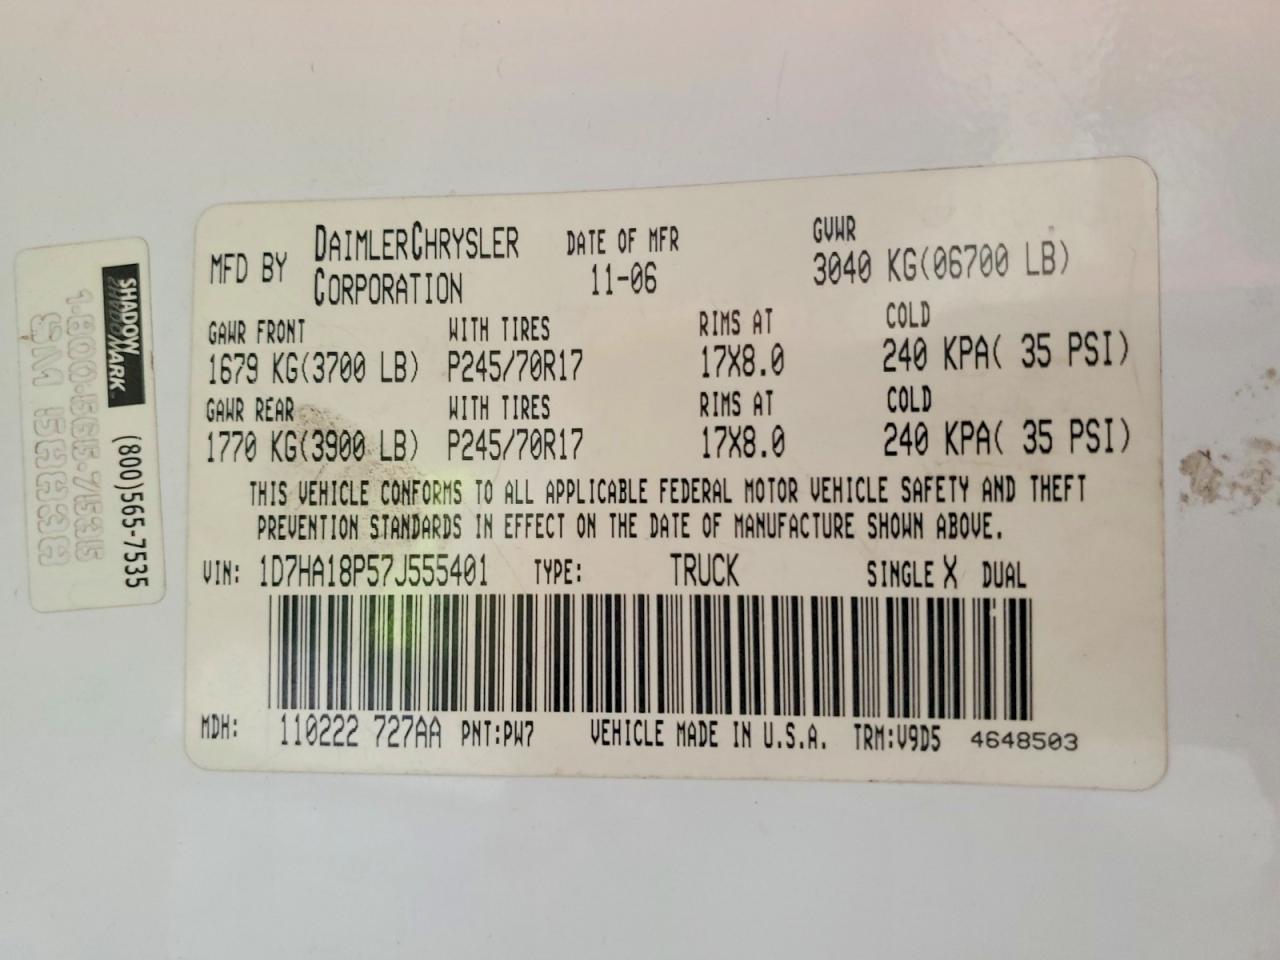 MFD BY DAIMLERCHRYSLER CORPORATION DATE OF MFR 11-06 GVWR 3040 KG(06700 LB)
GAWR FRONT WITH TIRES RIMS AT COLD
1679 KG(3700 LB) P245/70R17 17X8.0 240 KPA( 35 PSI)
GAWR REAR WITH TIRES RIMS AT COLD
1770 KG(3900 LB) P245/70R17 17X8.0 240 KPA( 35 PSI)
THIS VEHICLE CONFORMS TO ALL APPLICABLE FEDERAL MOTOR VEHICLE SAFETY AND THEFT
PREVENTION STANDARDS IN EFFECT ON THE DATE OF MANUFACTURE SHOWN ABOVE.
VIN: 1D7HA18P57J555401 TYPE: TRUCK SINGLE X DUAL
MDH: 110222 727AA PNT:PW7 VEHICLE MADE IN U.S.A. TRM:V9D5 4648503
SHADOW MARK
(800)565-7535
1-800-565-7535